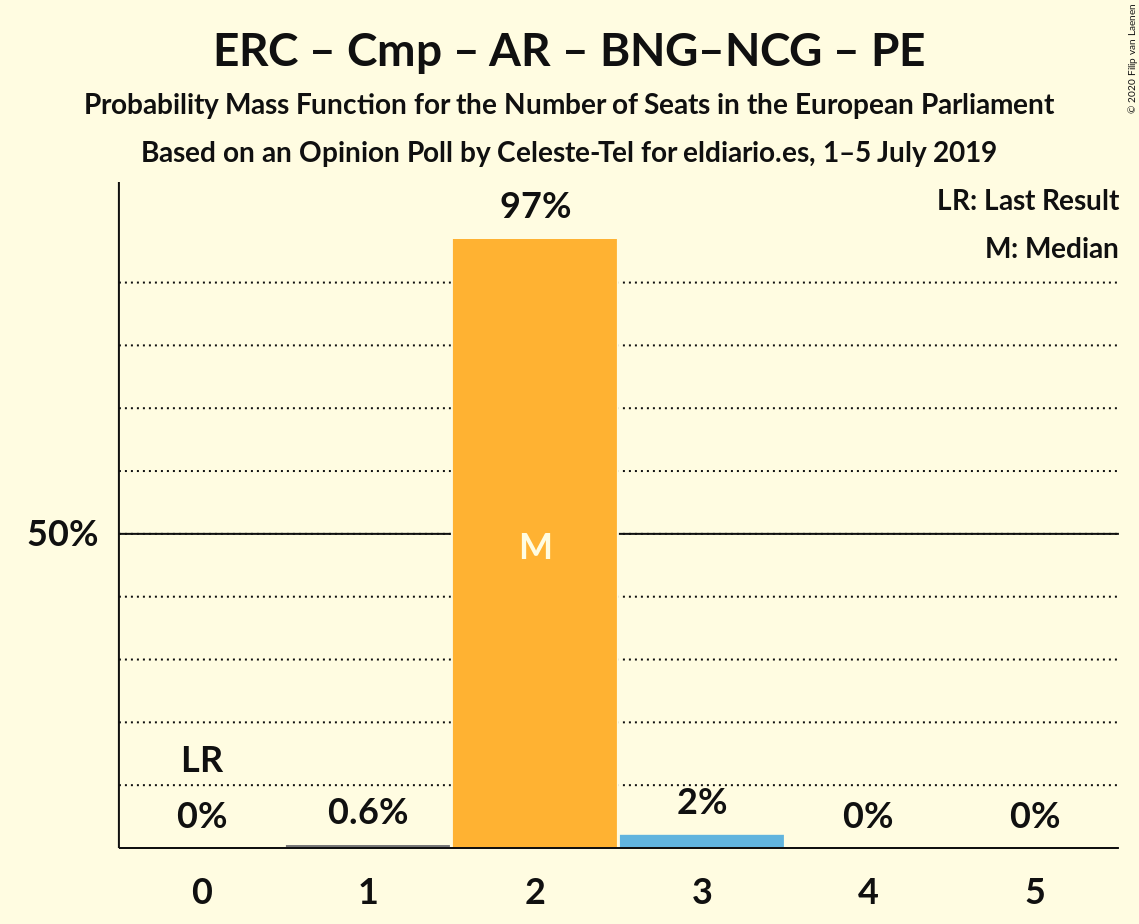 ERC – Cmp – AR – BNG–NCG – PE
Probability Mass Function for the Number of Seats in the European Parliament
Based on an Opinion Poll by Celeste-Tel for eldiario.es, 1–5 July 2019
© 2020 Filip van Laenen
LR: Last Result
M: Median
97%
50%
M
LR
0%
0.6%
2%
0%
0%
0 1 2 3 4 5